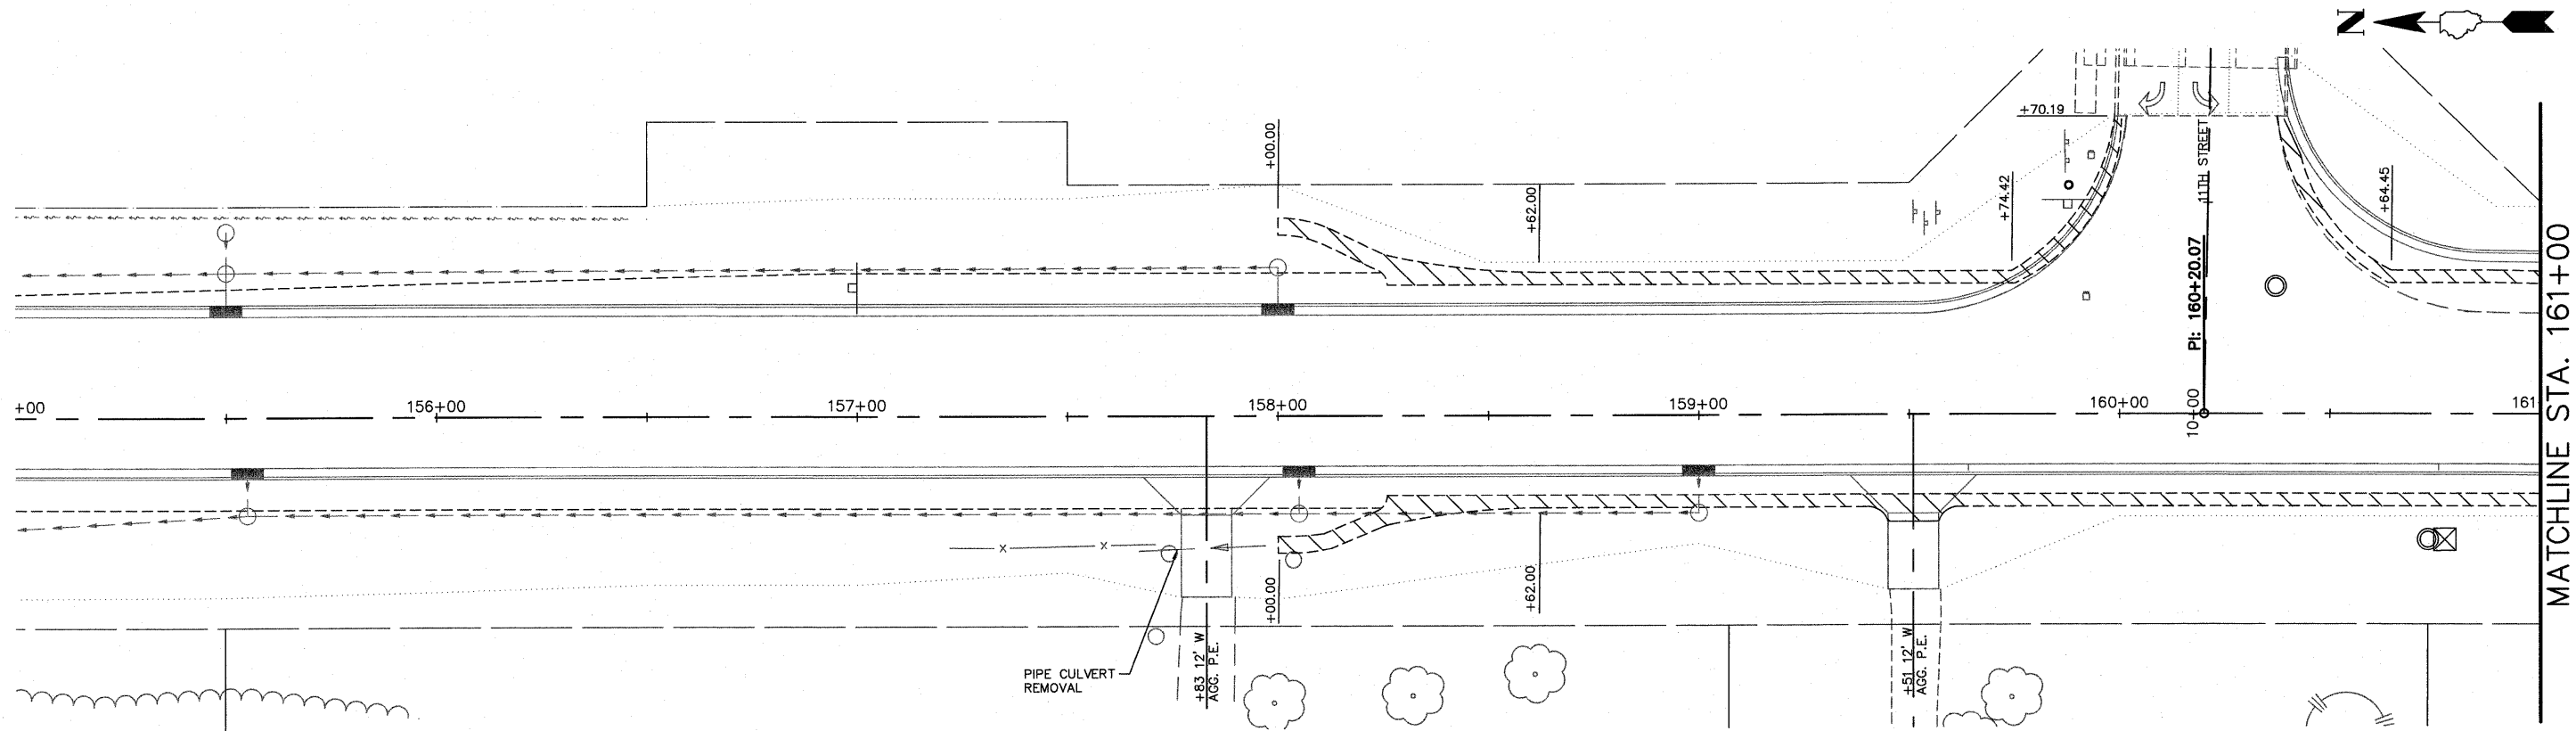 N
+70.19
+00.00
+62.00
+74.42
11TH STREET
+64.45
PI: 160+20.07
MATCHLINE STA. 161+00
+00
156+00
157+00
158+00
159+00
160+00
10+00
161
+00.00
+62.00
PIPE CULVERT
REMOVAL
+83 12' W
AGG. P.E.
+51 12' W
AGG. P.E.
x
x